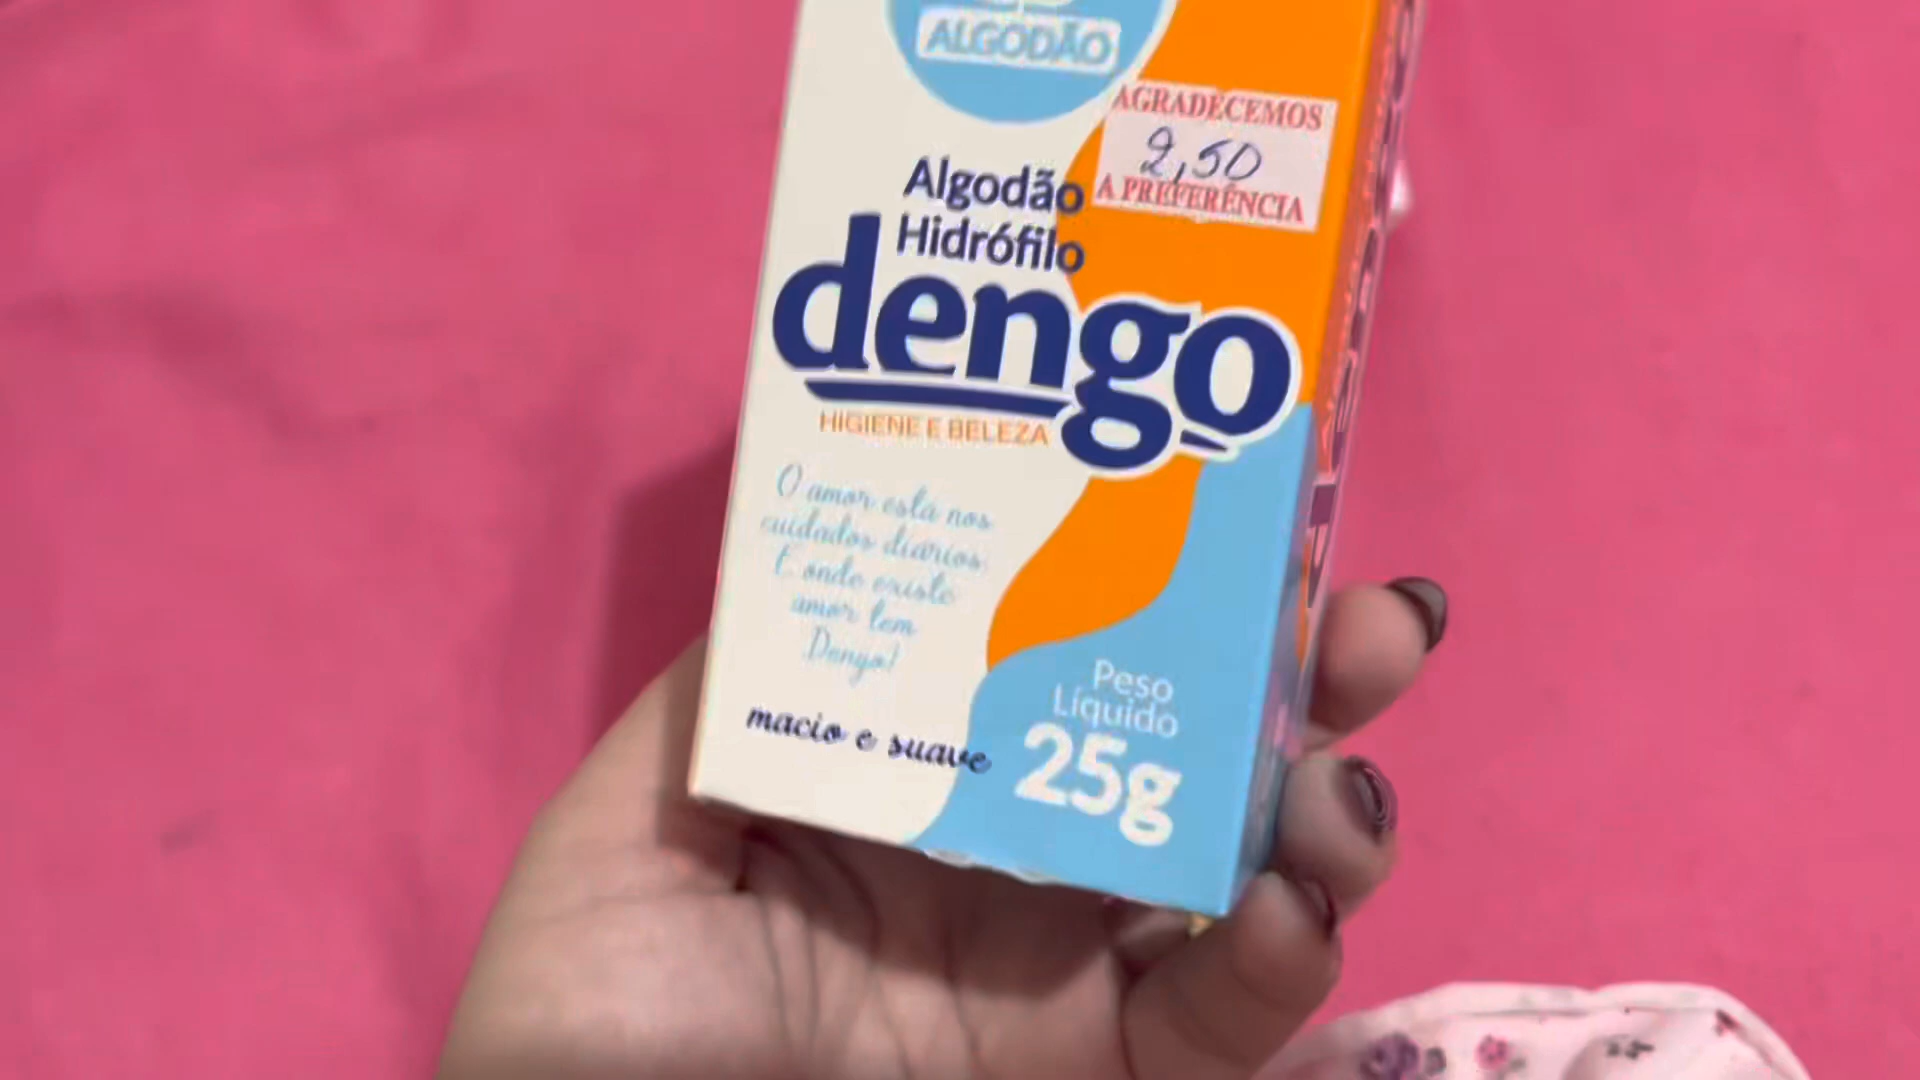 ALGODÃO
AGRADECEMOS
2,50
A PREFERÊNCIA
Algodão
Hidrófilo
dengo
HIGIENE E BELEZA
O amor está nos
cuidados diários.
E onde existe
amor tem
Dengo!
macio e suave
Peso
Líquido
25g